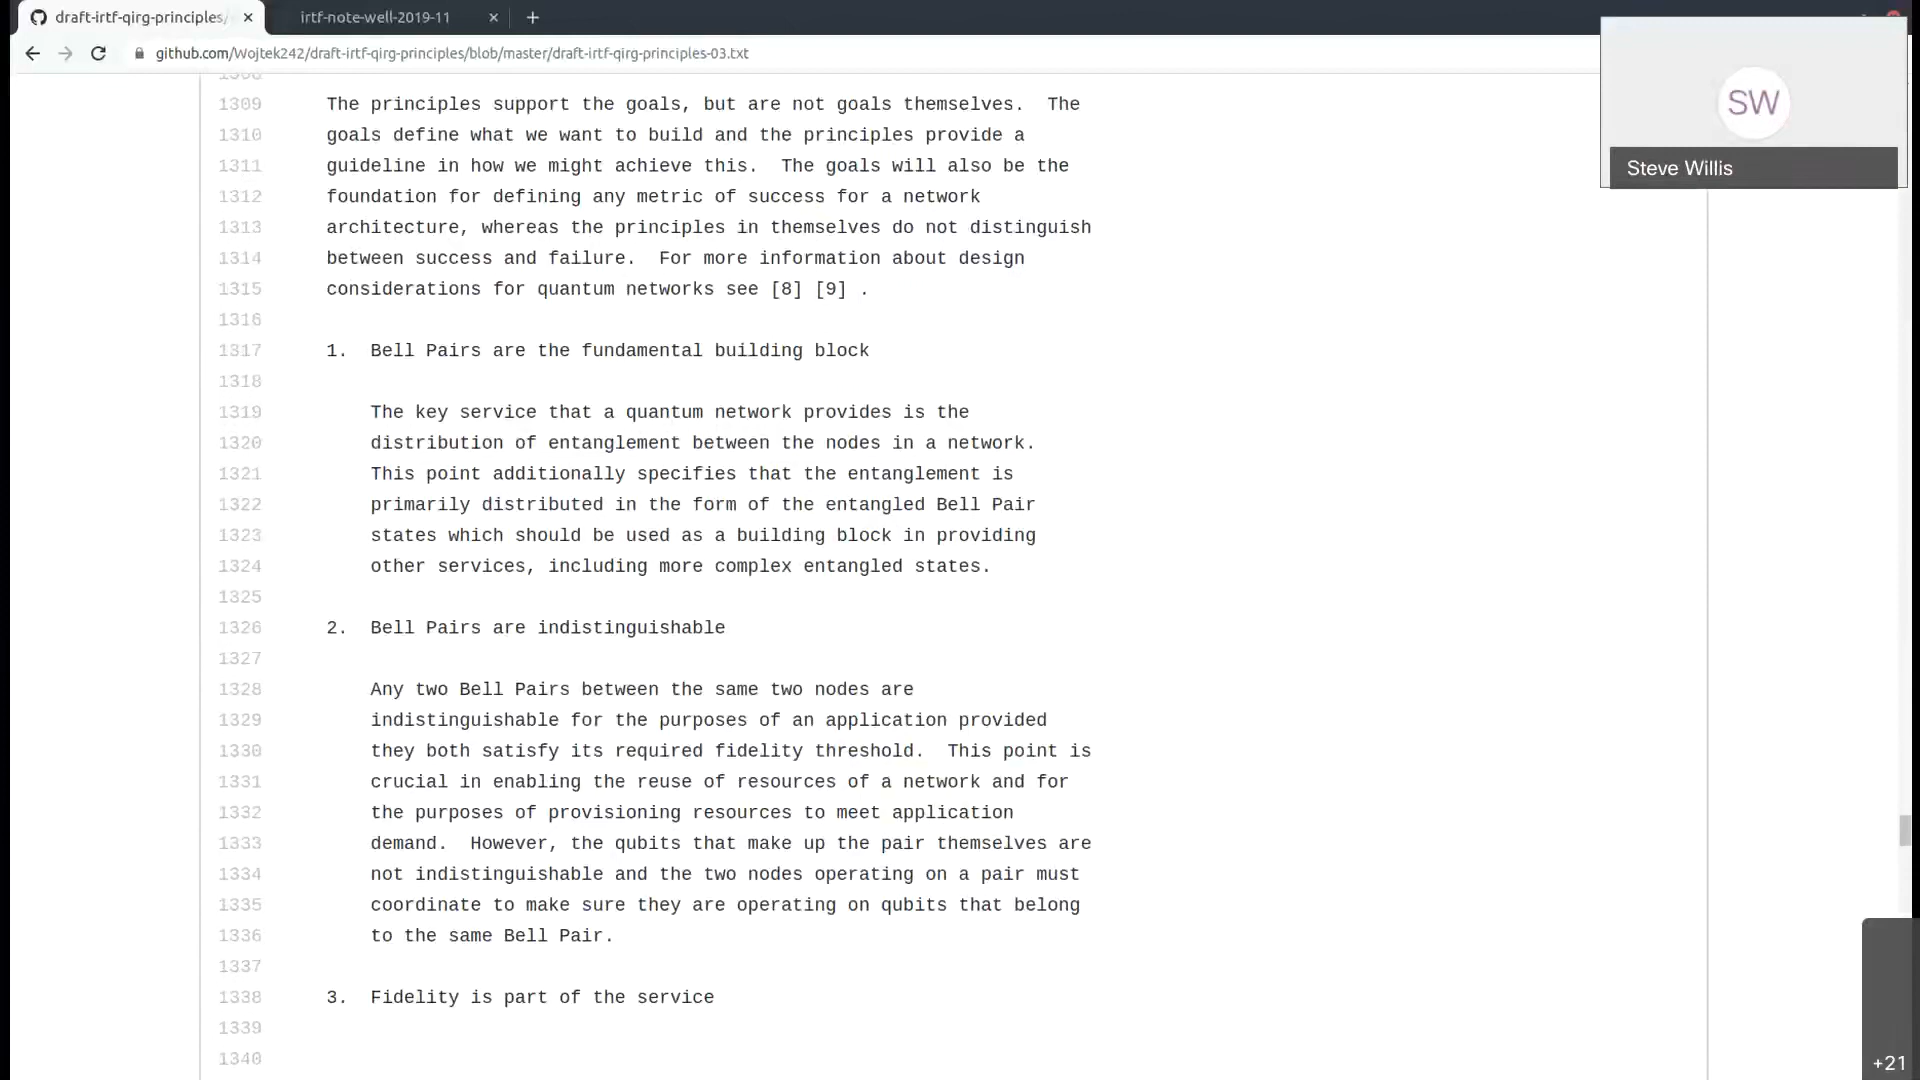 draft-irtf-qirg-principles/
irtf-note-well-2019-11
github.com/Wojtek242/draft-irtf-qirg-principles/blob/master/draft-irtf-qirg-principles-03.txt
SW
Steve Willis
1308
1309 The principles support the goals, but are not goals themselves. The
1310 goals define what we want to build and the principles provide a
1311 guideline in how we might achieve this. The goals will also be the
1312 foundation for defining any metric of success for a network
1313 architecture, whereas the principles in themselves do not distinguish
1314 between success and failure. For more information about design
1315 considerations for quantum networks see [8] [9] .
1316
1317 1. Bell Pairs are the fundamental building block
1318
1319 The key service that a quantum network provides is the
1320 distribution of entanglement between the nodes in a network.
1321 This point additionally specifies that the entanglement is
1322 primarily distributed in the form of the entangled Bell Pair
1323 states which should be used as a building block in providing
1324 other services, including more complex entangled states.
1325
1326 2. Bell Pairs are indistinguishable
1327
1328 Any two Bell Pairs between the same two nodes are
1329 indistinguishable for the purposes of an application provided
1330 they both satisfy its required fidelity threshold. This point is
1331 crucial in enabling the reuse of resources of a network and for
1332 the purposes of provisioning resources to meet application
1333 demand. However, the qubits that make up the pair themselves are
1334 not indistinguishable and the two nodes operating on a pair must
1335 coordinate to make sure they are operating on qubits that belong
1336 to the same Bell Pair.
1337
1338 3. Fidelity is part of the service
1339
1340
+21